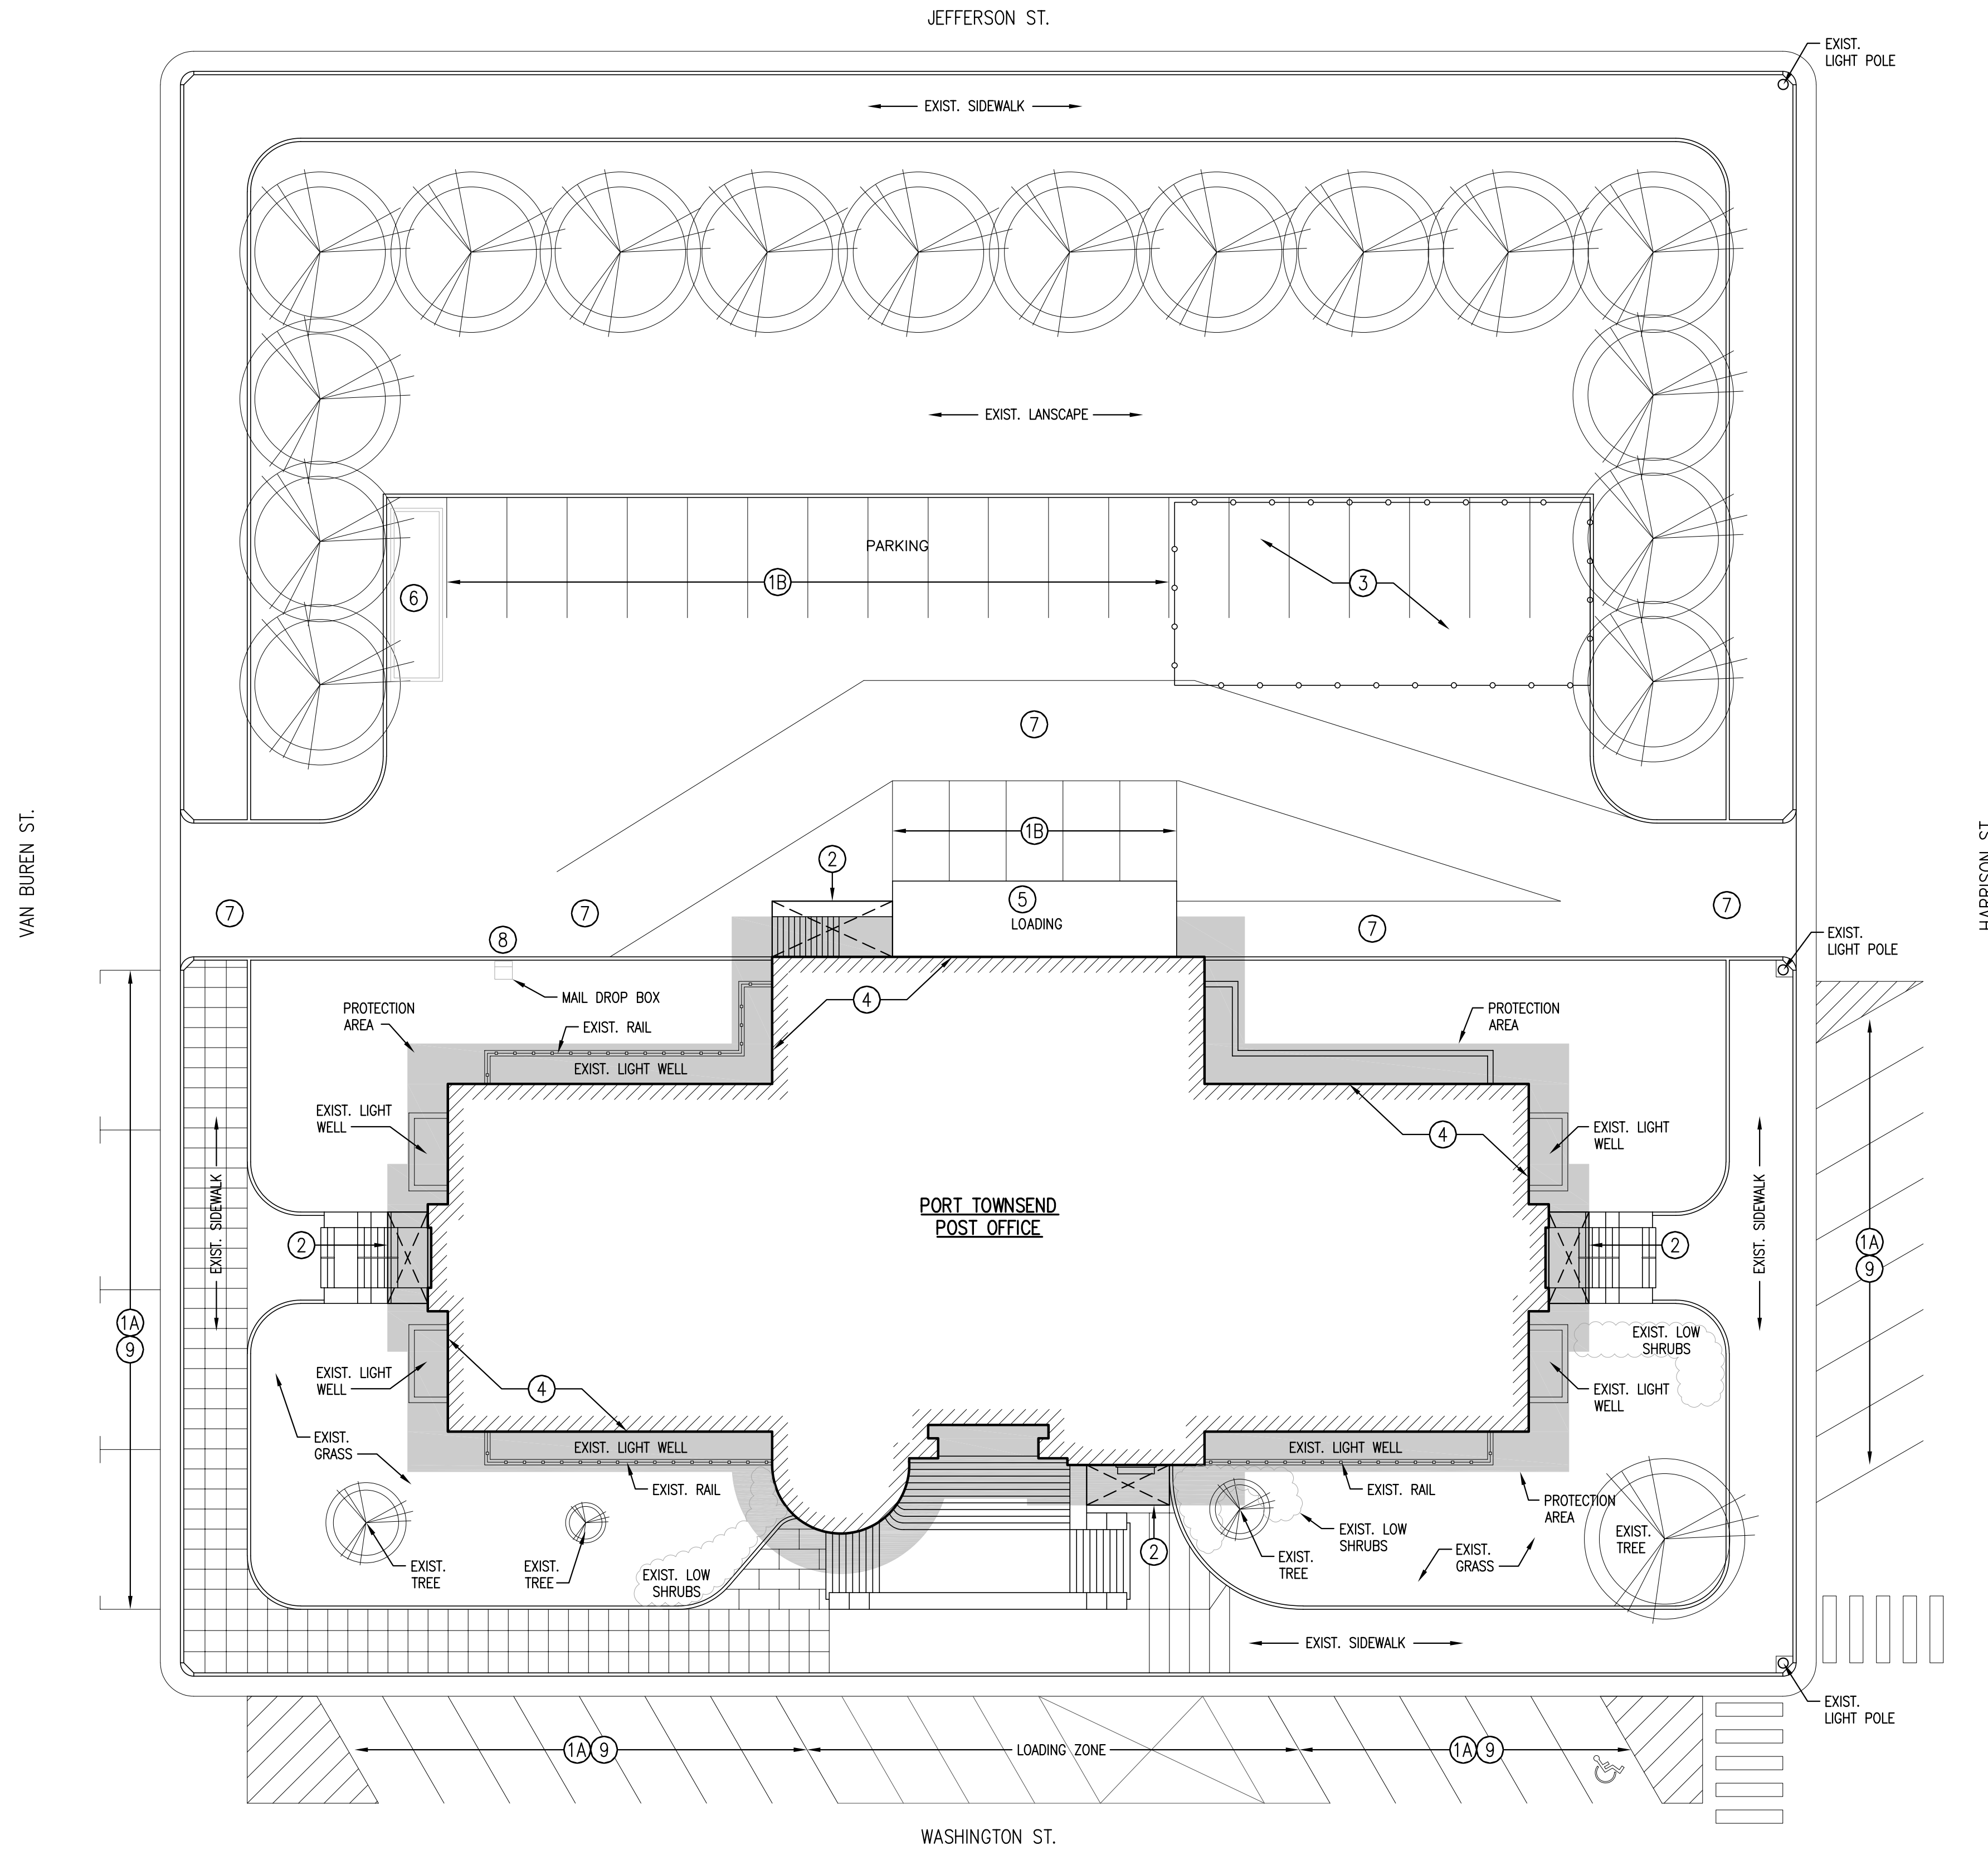 JEFFERSON ST.
EXIST.
LIGHT POLE
EXIST. SIDEWALK
EXIST. LANSCAPE
PARKING
1B
3
6
7
1B
2
5
LOADING
7
7
8
7
7
EXIST.
LIGHT POLE
VAN BUREN ST.
HARRISON ST.
MAIL DROP BOX
4
PROTECTION
AREA
EXIST. RAIL
EXIST. LIGHT WELL
PROTECTION
AREA
EXIST. LIGHT
WELL
4
EXIST. LIGHT
WELL
EXIST. SIDEWALK
PORT TOWNSEND
POST OFFICE
EXIST. SIDEWALK
2
2
1A
9
1A
9
EXIST. LOW
SHRUBS
EXIST. LIGHT
WELL
4
EXIST. LIGHT
WELL
EXIST.
GRASS
EXIST. LIGHT WELL
EXIST. LIGHT WELL
EXIST. RAIL
EXIST. RAIL
PROTECTION
AREA
EXIST. LOW
SHRUBS
EXIST.
TREE
EXIST.
TREE
EXIST.
TREE
EXIST. LOW
SHRUBS
2
EXIST.
TREE
EXIST.
GRASS
EXIST. SIDEWALK
EXIST.
LIGHT POLE
1A
9
LOADING ZONE
1A
9
WASHINGTON ST.